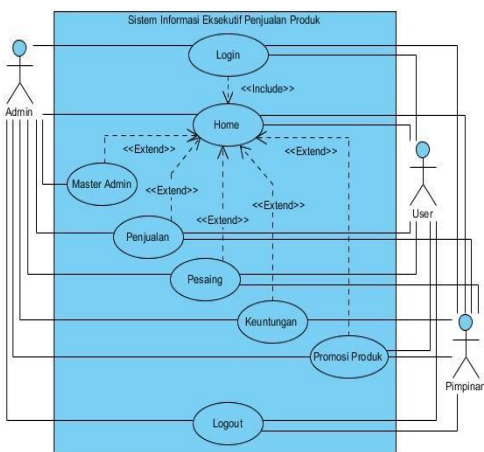 Sistem Informasi Eksekutif Penjualan Produk
Login
<<Include>>
Admin
Home
<<Extend>>
<<Extend>>
Master Admin
<<Extend>>
<<Extend>>
User
<<Extend>>
Penjualan
Pesaing
Keuntungan
Promosi Produk
Pimpinan
Logout